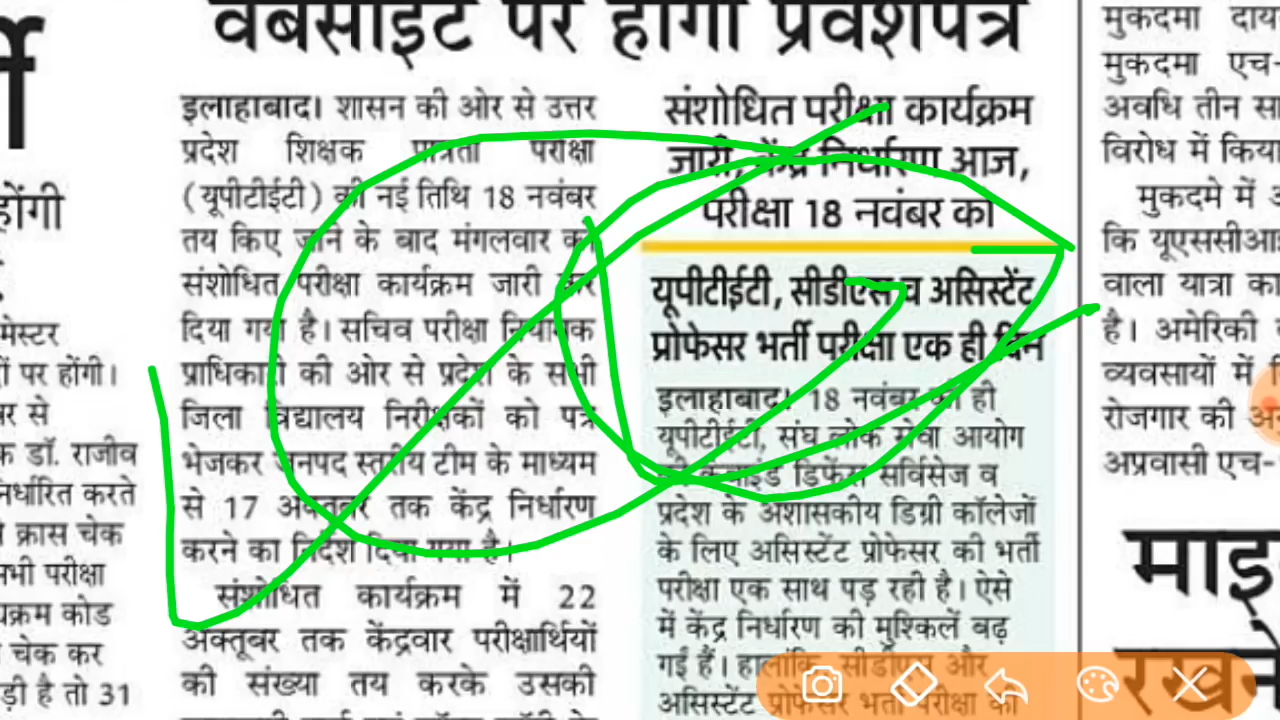 वेबसाइट पर होंगी प्रवेशपत्र
इलाहाबाद। शासन की ओर से उत्तर
प्रदेश शिक्षक पात्रता परीक्षा
(यूपीटीईटी) की नई तिथि 18 नवंबर
तय किए जाने के बाद मंगलवार को
संशोधित परीक्षा कार्यक्रम जारी कर
दिया गया है। सचिव परीक्षा नियामक
प्राधिकारी की ओर से प्रदेश के सभी
जिला विद्यालय निरीक्षकों को पत्र
भेजकर जनपद स्तरीय टीम के माध्यम
से 17 अक्तूबर तक केंद्र निर्धारण
करने का निर्देश दिया गया है।
संशोधित कार्यक्रम में 22
अक्तूबर तक केंद्रवार परीक्षार्थियों
की संख्या तय करके उसकी
संशोधित परीक्षा कार्यक्रम
जारी, केंद्र निर्धारण आज,
परीक्षा 18 नवंबर को
यूपीटीईटी, सीडीएस व असिस्टेंट
प्रोफेसर भर्ती परीक्षा एक ही दिन
इलाहाबाद। 18 नवंबर को ही
यूपीटीईटी, संघ लोक सेवा आयोग
की कंबाइंड डिफेंस सर्विसेज व
प्रदेश के अशासकीय डिग्री कॉलेजों
के लिए असिस्टेंट प्रोफेसर की भर्ती
परीक्षा एक साथ पड़ रही है। ऐसे
में केंद्र निर्धारण की मुश्किलें बढ़
गईं हैं। हालांकि सीडीएस और
असिस्टेंट प्रोफेसर भर्ती परीक्षा की
होंगी
मेस्टर
पर होंगी।
से
डॉ. राजीव
निर्धारित करते
क्रास चेक
सभी परीक्षा
कोड
चेक कर
है तो 31
मुकदमा
मुकदमा एच-
अवधि तीन
विरोध में किया
मुकदमे में
कि
वाला यात्रा का
है। अमेरिकी
व्यवसायों में
रोजगार की
अप्रवासी एच-